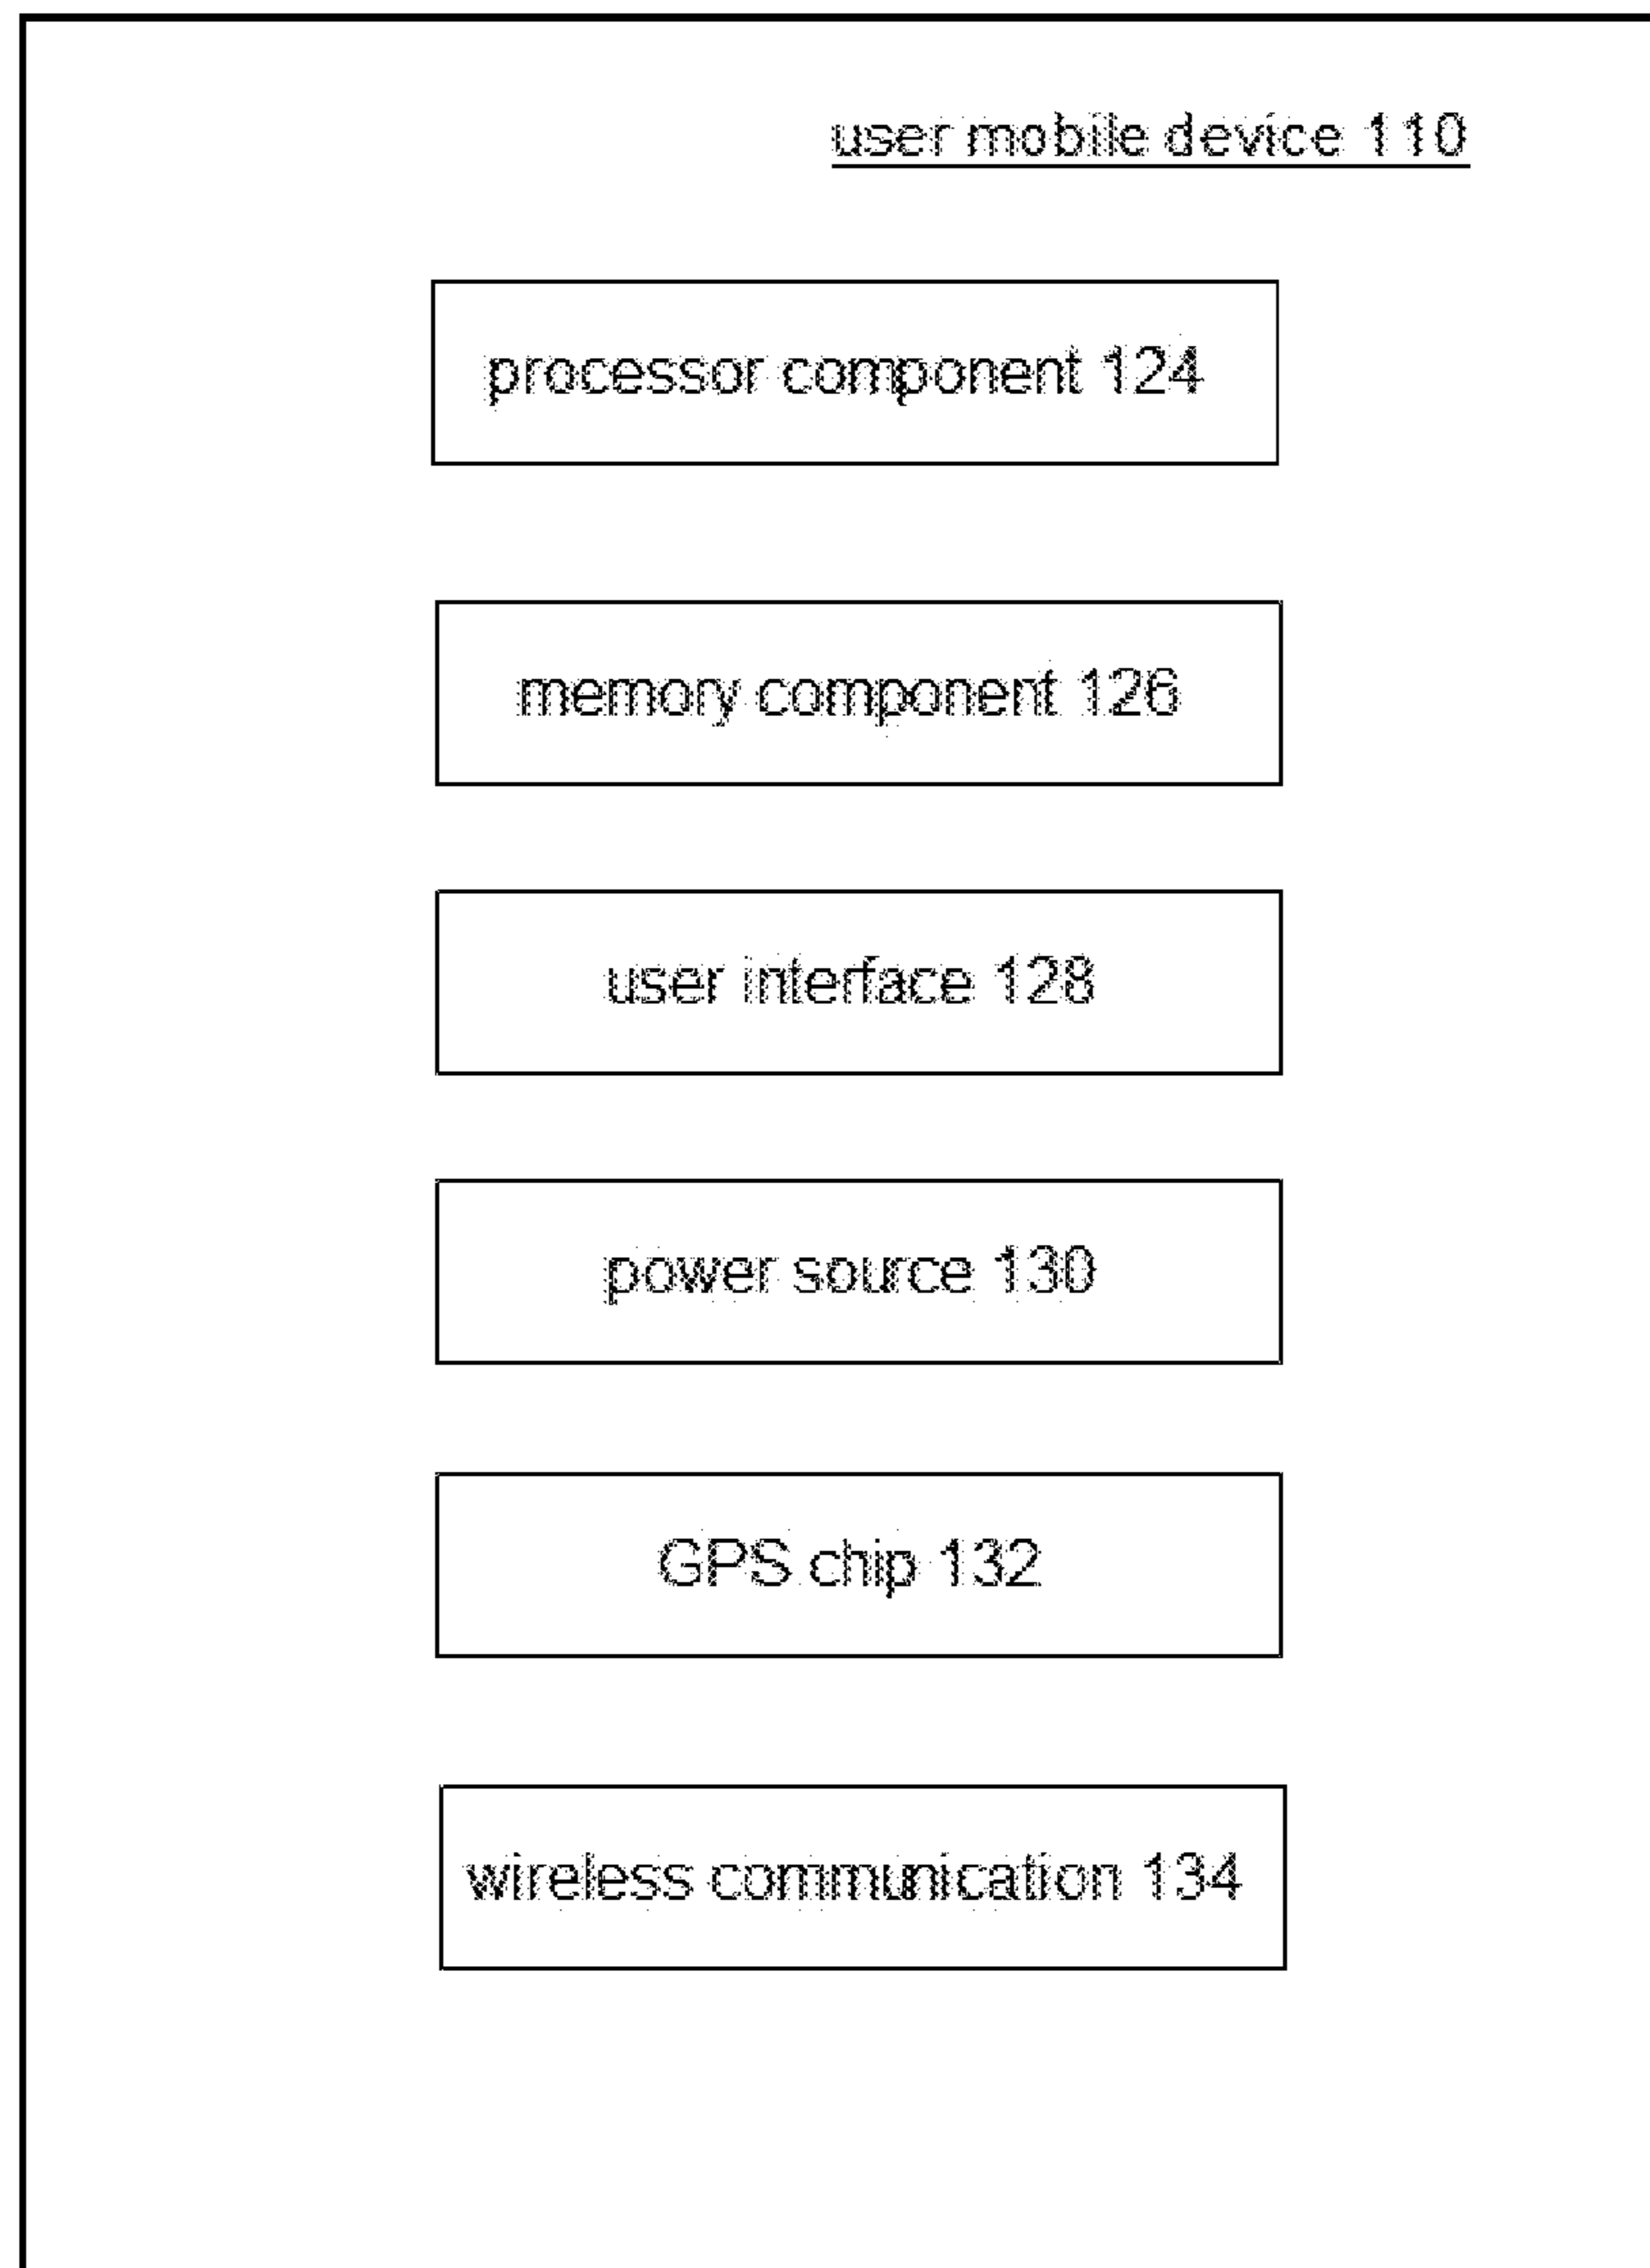 user mobile device 110
processor component 124
memory component 126
user interface 128
power source 130
GPS chip 132
wireless communication 134